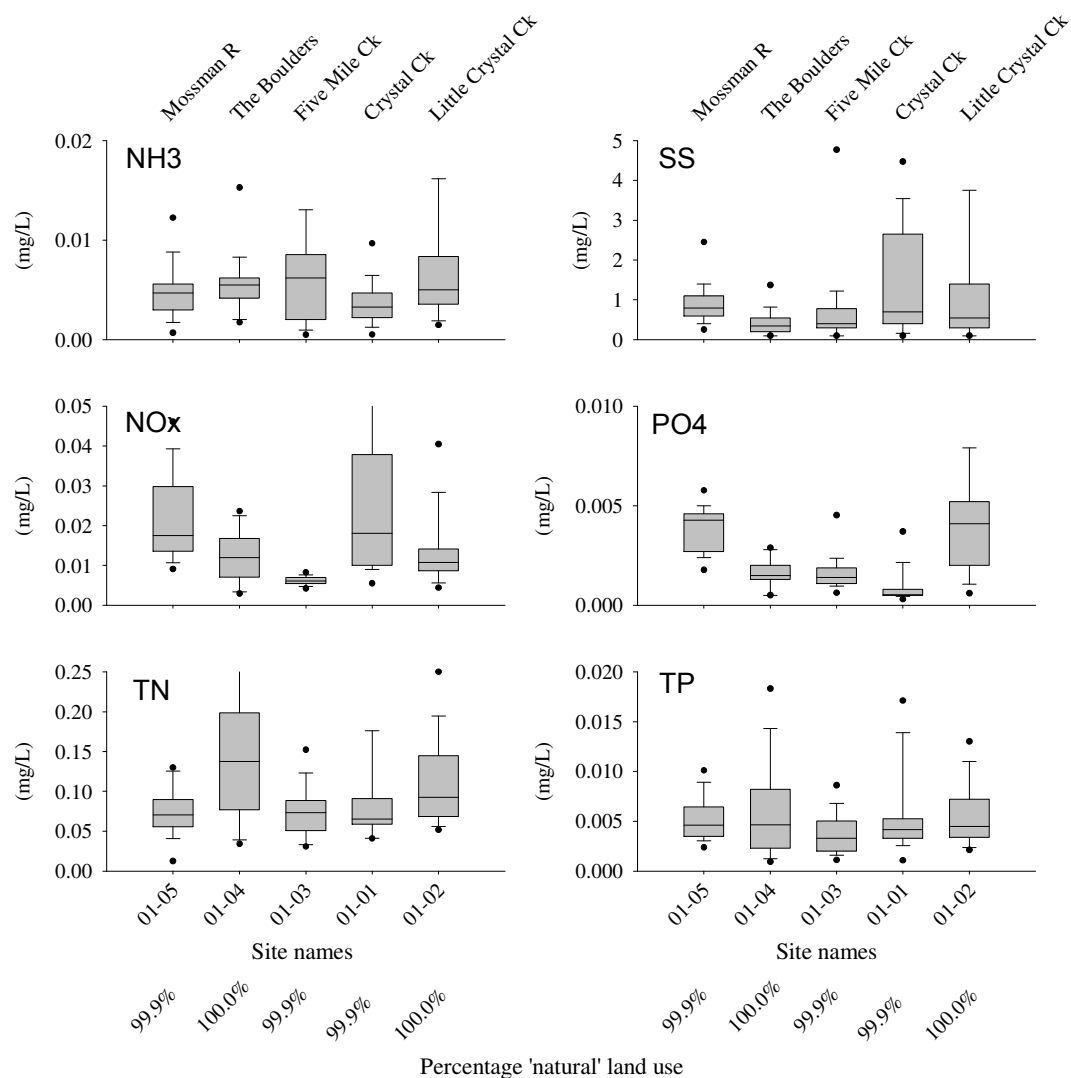 Mossman R The Boulders Five Mile Ck Crystal Ck Little Crystal Ck
Mossman R The Boulders Five Mile Ck Crystal Ck Little Crystal Ck
NH3
(mg/L)
0.02
0.01
0.00
SS
(mg/L)
5
4
3
2
1
0
NOx
(mg/L)
0.05
0.04
0.03
0.02
0.01
0.00
PO4
(mg/L)
0.010
0.005
0.000
TN
(mg/L)
0.25
0.20
0.15
0.10
0.05
0.00
TP
(mg/L)
0.020
0.015
0.010
0.005
0.000
01-05 01-04 01-03 01-01 01-02
01-05 01-04 01-03 01-01 01-02
Site names
Site names
99.9% 100.0% 99.9% 99.9% 100.0%
99.9% 100.0% 99.9% 99.9% 100.0%
Percentage 'natural' land use